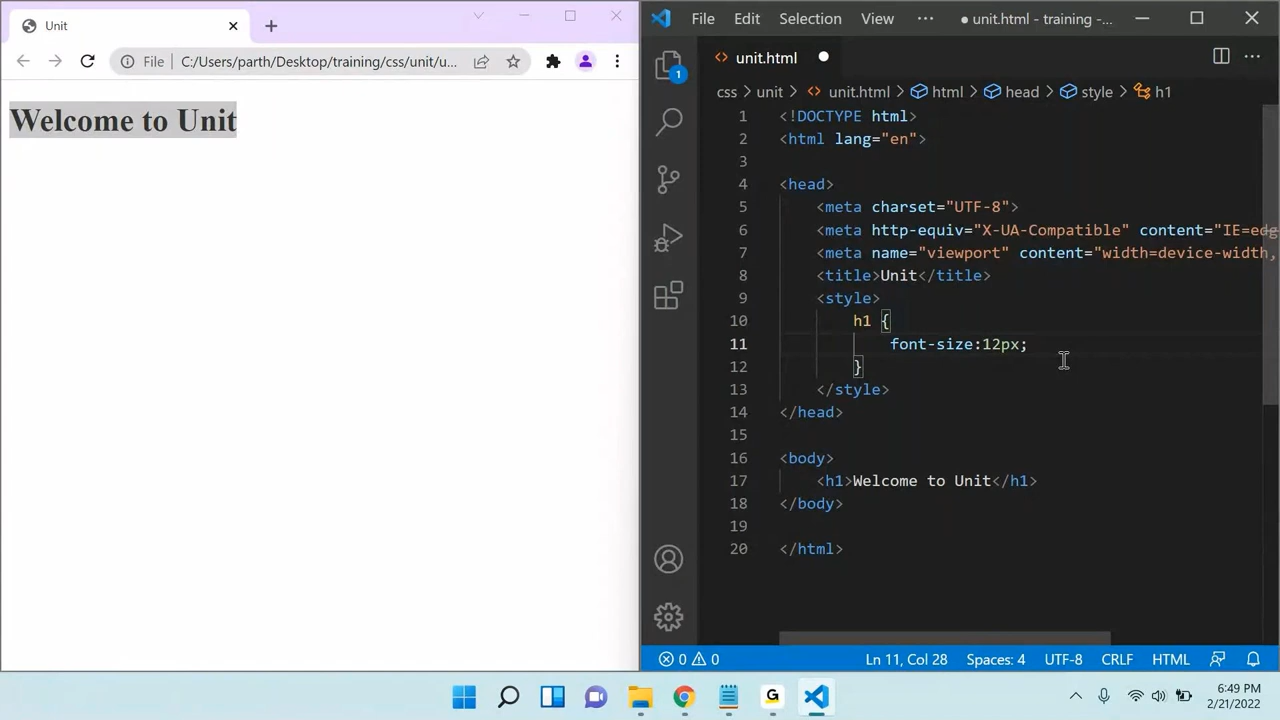 Unit
File C:/Users/parth/Desktop/training/css/unit/u...
Welcome to Unit
File Edit Selection View ··· ● unit.html - training -...
1
unit.html
css > unit > unit.html > html > head > style > h1
1 <!DOCTYPE html>
2 <html lang="en">
3
4 <head>
5 <meta charset="UTF-8">
6 <meta http-equiv="X-UA-Compatible" content="IE=edg
7 <meta name="viewport" content="width=device-width,
8 <title>Unit</title>
9 <style>
10 h1 {
11 font-size:12px;
12 }
13 </style>
14 </head>
15
16 <body>
17 <h1>Welcome to Unit</h1>
18 </body>
19
20 </html>
0 0 Ln 11, Col 28 Spaces: 4 UTF-8 CRLF HTML
G
6:49 PM
2/21/2022